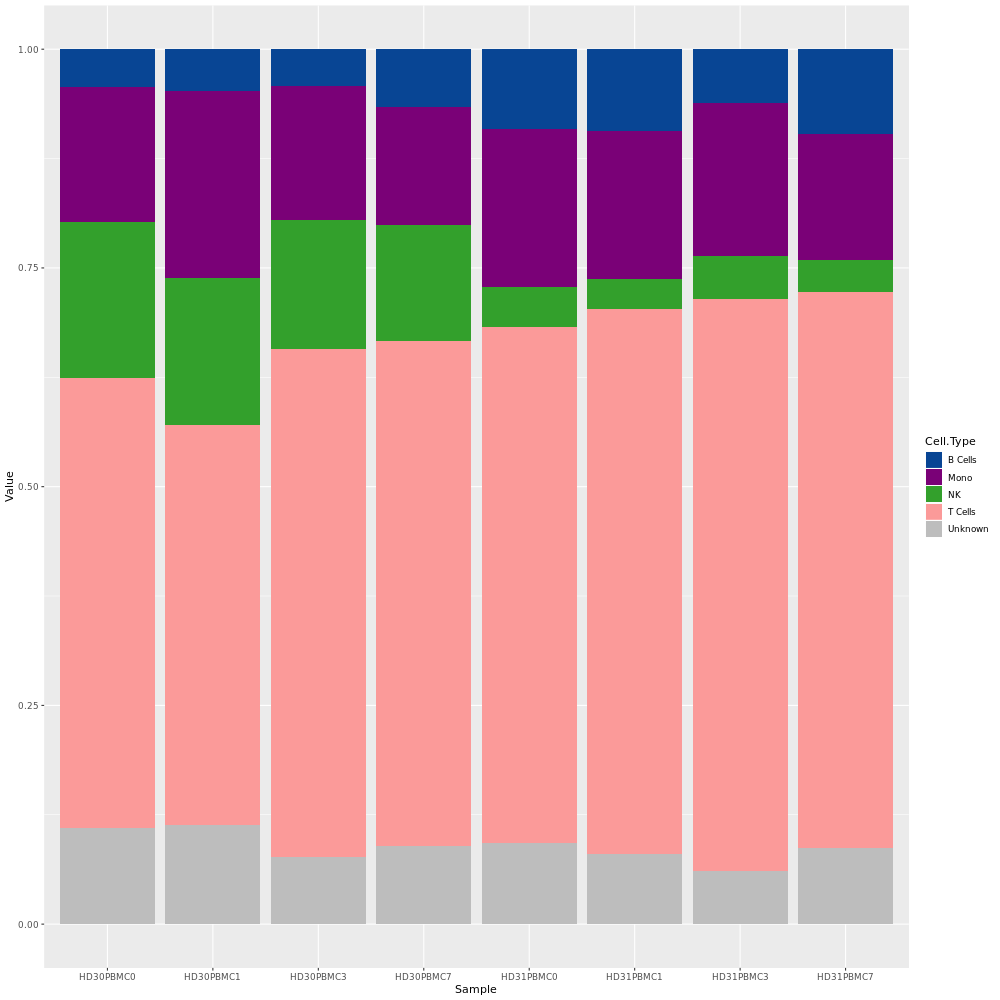 1.00
0.75
0.50
0.25
0.00
Value
HD30PBMC0 HD30PBMC1 HD30PBMC3 HD30PBMC7 HD31PBMC0 HD31PBMC1 HD31PBMC3 HD31PBMC7
Sample
Cell.Type
B Cells
Mono
NK
T Cells
Unknown